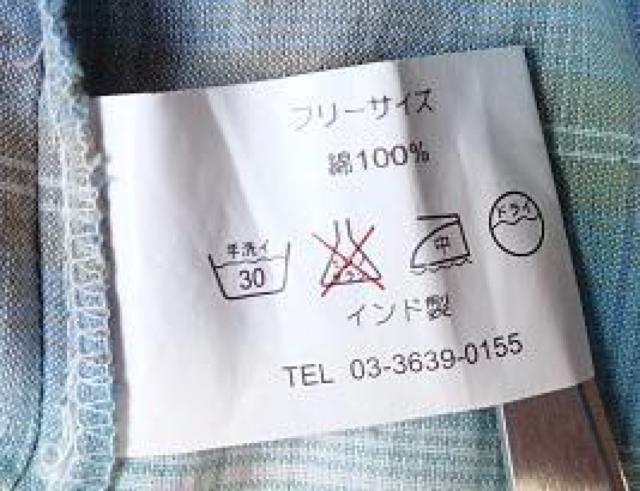 フリーサイズ
綿100%
手洗イ 30
中
ドライ
インド製
TEL 03-3639-0155